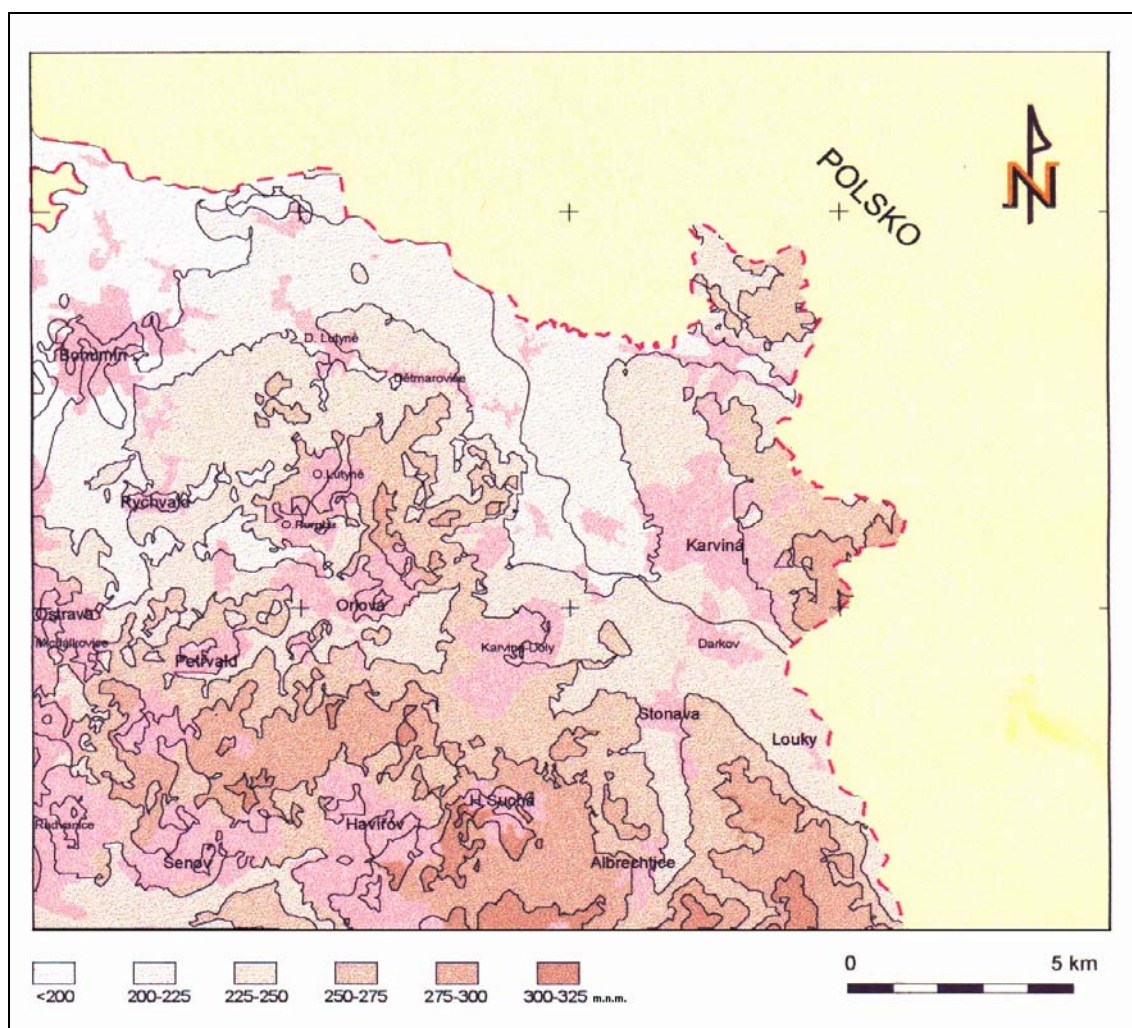 POLSKO
N
D. Lutyně
Bohumín
Dětmarovice
O.Lutyně
Rychvald
Karviná
Orlová
Ostrava
Michálkovice
Petřvald
Karviná-Doly
Darkov
Stonava
Louky
H.Suchá
Radvanice
Havířov
Šenov
Albrechtice
0 5 km
<200 200-225 225-250 250-275 275-300 300-325 m.n.m.